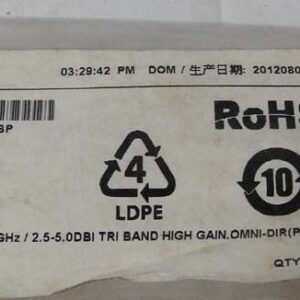 03:29:42 PM DOM / 生产日期: 2012080
SP
RoHS
4
LDPE
10
GHz / 2.5-5.0DBI TRI BAND HIGH GAIN.OMNI-DIR(P
QTY